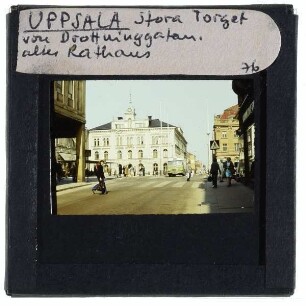 UPPSALA Stora Torget
von Drottninggatan.
altes Rathaus
76